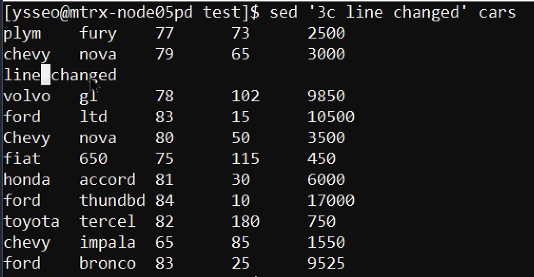 [ysseo@mtrx-node05pd test]$ sed '3c line changed' cars
plym    fury    77      73      2500
chevy   nova    79      65      3000
line changed
volvo   gl      78      102     9850
ford    ltd     83      15      10500
Chevy   nova    80      50      3500
fiat    650     75      115     450
honda   accord  81      30      6000
ford    thundbd 84      10      17000
toyota  tercel  82      180     750
chevy   impala  65      85      1550
ford    bronco  83      25      9525